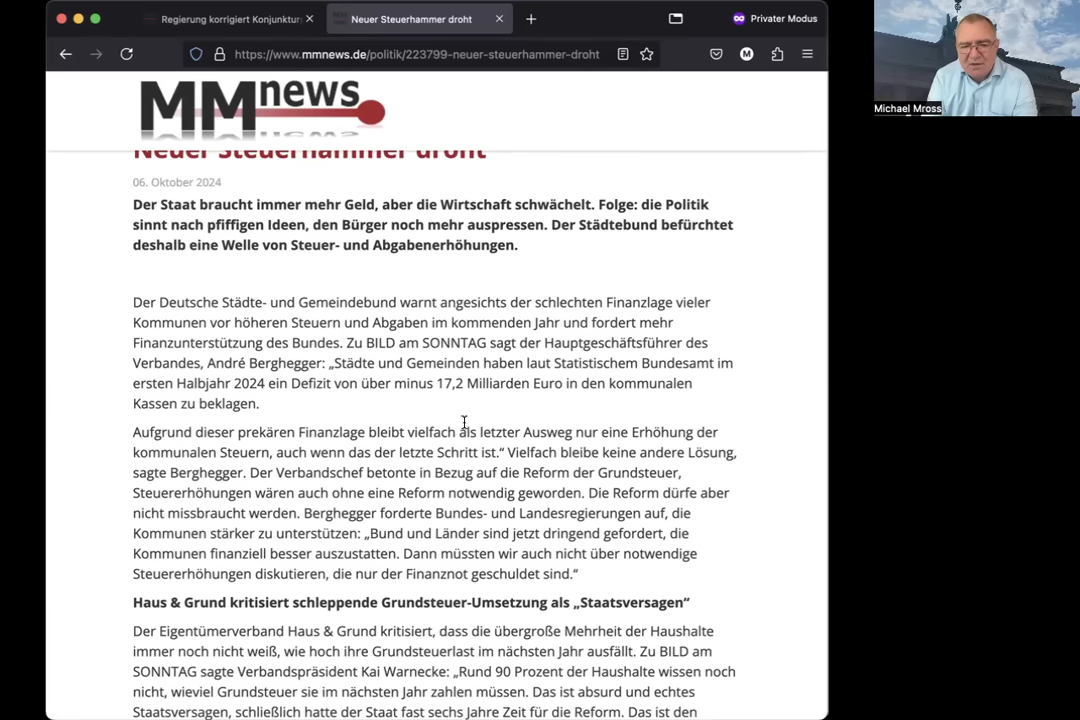 Regierung korrigiert Konjunktur
Neuer Steuerhammer droht
Privater Modus
https://www.mmnews.de/politik/223799-neuer-steuerhammer-droht
M
MMnews
Neuer Steuerhammer droht
06. Oktober 2024
Der Staat braucht immer mehr Geld, aber die Wirtschaft schwächelt. Folge: die Politik
sinnt nach pfiffigen Ideen, den Bürger noch mehr auspressen. Der Städtebund befürchtet
deshalb eine Welle von Steuer- und Abgabenerhöhungen.
Der Deutsche Städte- und Gemeindebund warnt angesichts der schlechten Finanzlage vieler
Kommunen vor höheren Steuern und Abgaben im kommenden Jahr und fordert mehr
Finanzunterstützung des Bundes. Zu BILD am SONNTAG sagt der Hauptgeschäftsführer des
Verbandes, André Berghegger: „Städte und Gemeinden haben laut Statistischem Bundesamt im
ersten Halbjahr 2024 ein Defizit von über minus 17,2 Milliarden Euro in den kommunalen
Kassen zu beklagen.
Aufgrund dieser prekären Finanzlage bleibt vielfach als letzter Ausweg nur eine Erhöhung der
kommunalen Steuern, auch wenn das der letzte Schritt ist.“ Vielfach bleibe keine andere Lösung,
sagte Berghegger. Der Verbandschef betonte in Bezug auf die Reform der Grundsteuer,
Steuererhöhungen wären auch ohne eine Reform notwendig geworden. Die Reform dürfe aber
nicht missbraucht werden. Berghegger forderte Bundes- und Landesregierungen auf, die
Kommunen stärker zu unterstützen: „Bund und Länder sind jetzt dringend gefordert, die
Kommunen finanziell besser auszustatten. Dann müssten wir auch nicht über notwendige
Steuererhöhungen diskutieren, die nur der Finanznot geschuldet sind.“
Haus & Grund kritisiert schleppende Grundsteuer-Umsetzung als „Staatsversagen“
Der Eigentümerverband Haus & Grund kritisiert, dass die übergroße Mehrheit der Haushalte
immer noch nicht weiß, wie hoch ihre Grundsteuerlast im nächsten Jahr ausfällt. Zu BILD am
SONNTAG sagte Verbandspräsident Kai Warnecke: „Rund 90 Prozent der Haushalte wissen noch
nicht, wieviel Grundsteuer sie im nächsten Jahr zahlen müssen. Das ist absurd und echtes
Staatsversagen, schließlich hatte der Staat fast sechs Jahre Zeit für die Reform. Das ist den
Michael Mross